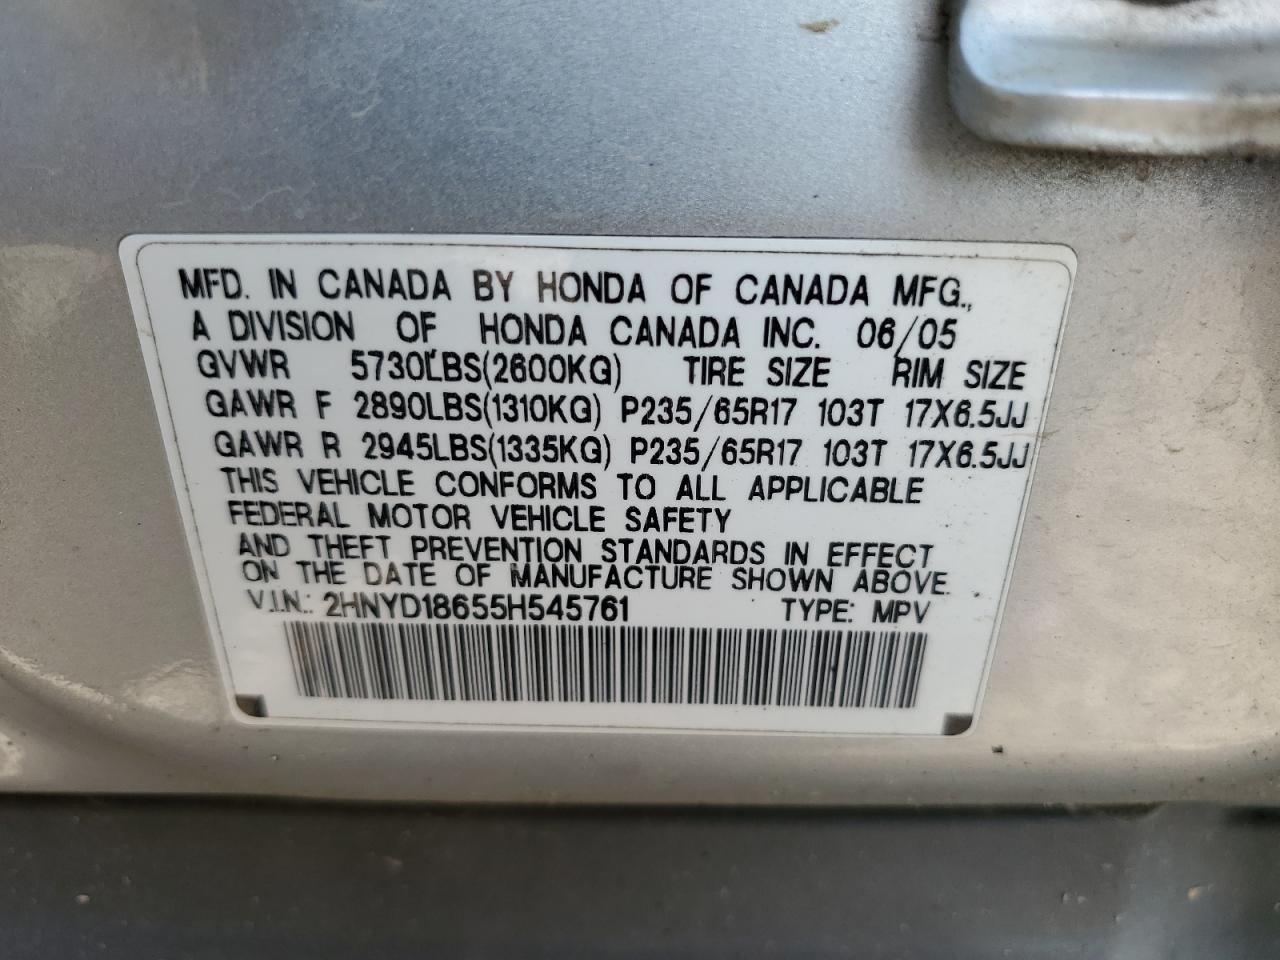 MFD. IN CANADA BY HONDA OF CANADA MFG.,
A DIVISION OF HONDA CANADA INC. 06/05
GVWR 5730LBS(2600KG) TIRE SIZE RIM SIZE
GAWR F 2890LBS(1310KG) P235/65R17 103T 17X6.5JJ
GAWR R 2945LBS(1335KG) P235/65R17 103T 17X6.5JJ
THIS VEHICLE CONFORMS TO ALL APPLICABLE
FEDERAL MOTOR VEHICLE SAFETY
AND THEFT PREVENTION STANDARDS IN EFFECT
ON THE DATE OF MANUFACTURE SHOWN ABOVE.
V.I.N.: 2HNYD18655H545761 TYPE: MPV